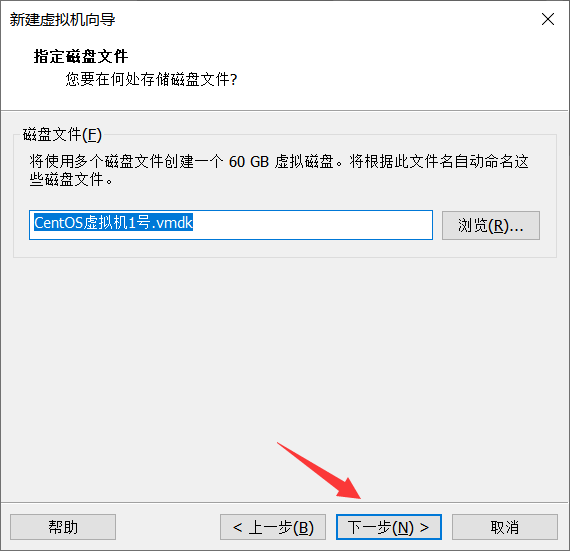 新建虚拟机向导
指定磁盘文件
您要在何处存储磁盘文件?
磁盘文件(F)
将使用多个磁盘文件创建一个 60 GB 虚拟磁盘。将根据此文件名自动命名这
些磁盘文件。
CentOS虚拟机1号.vmdk
浏览(R)...
帮助
< 上一步(B)
下一步(N) >
取消